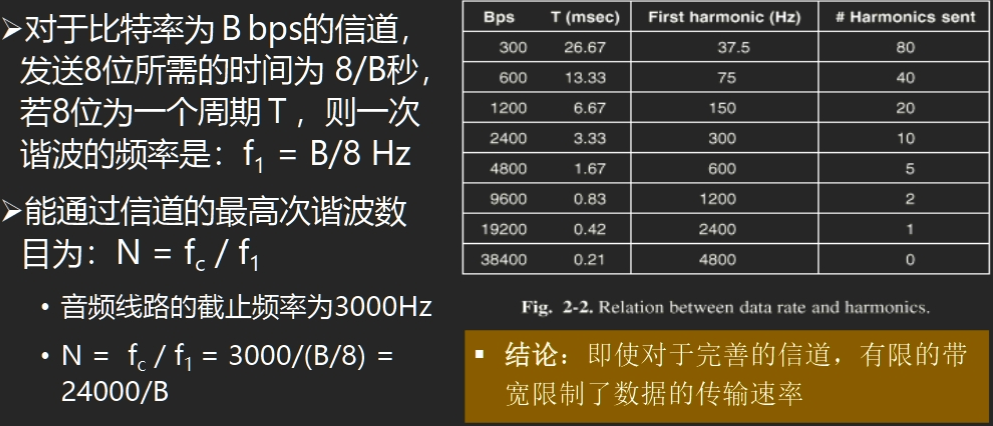 ➢对于比特率为 B bps的信道，
发送8位所需的时间为 8/B秒，
若8位为一个周期 T ，则一次
谐波的频率是：f₁ = B/8 Hz
➢能通过信道的最高次谐波数
目为：N = f_c / f₁
• 音频线路的截止频率为3000Hz
• N = f_c / f₁ = 3000/(B/8) =
24000/B
Bps T (msec) First harmonic (Hz) # Harmonics sent
300 26.67 37.5 80
600 13.33 75 40
1200 6.67 150 20
2400 3.33 300 10
4800 1.67 600 5
9600 0.83 1200 2
19200 0.42 2400 1
38400 0.21 4800 0
Fig. 2-2. Relation between data rate and harmonics.
▪ 结论：即使对于完善的信道，有限的带
宽限制了数据的传输速率